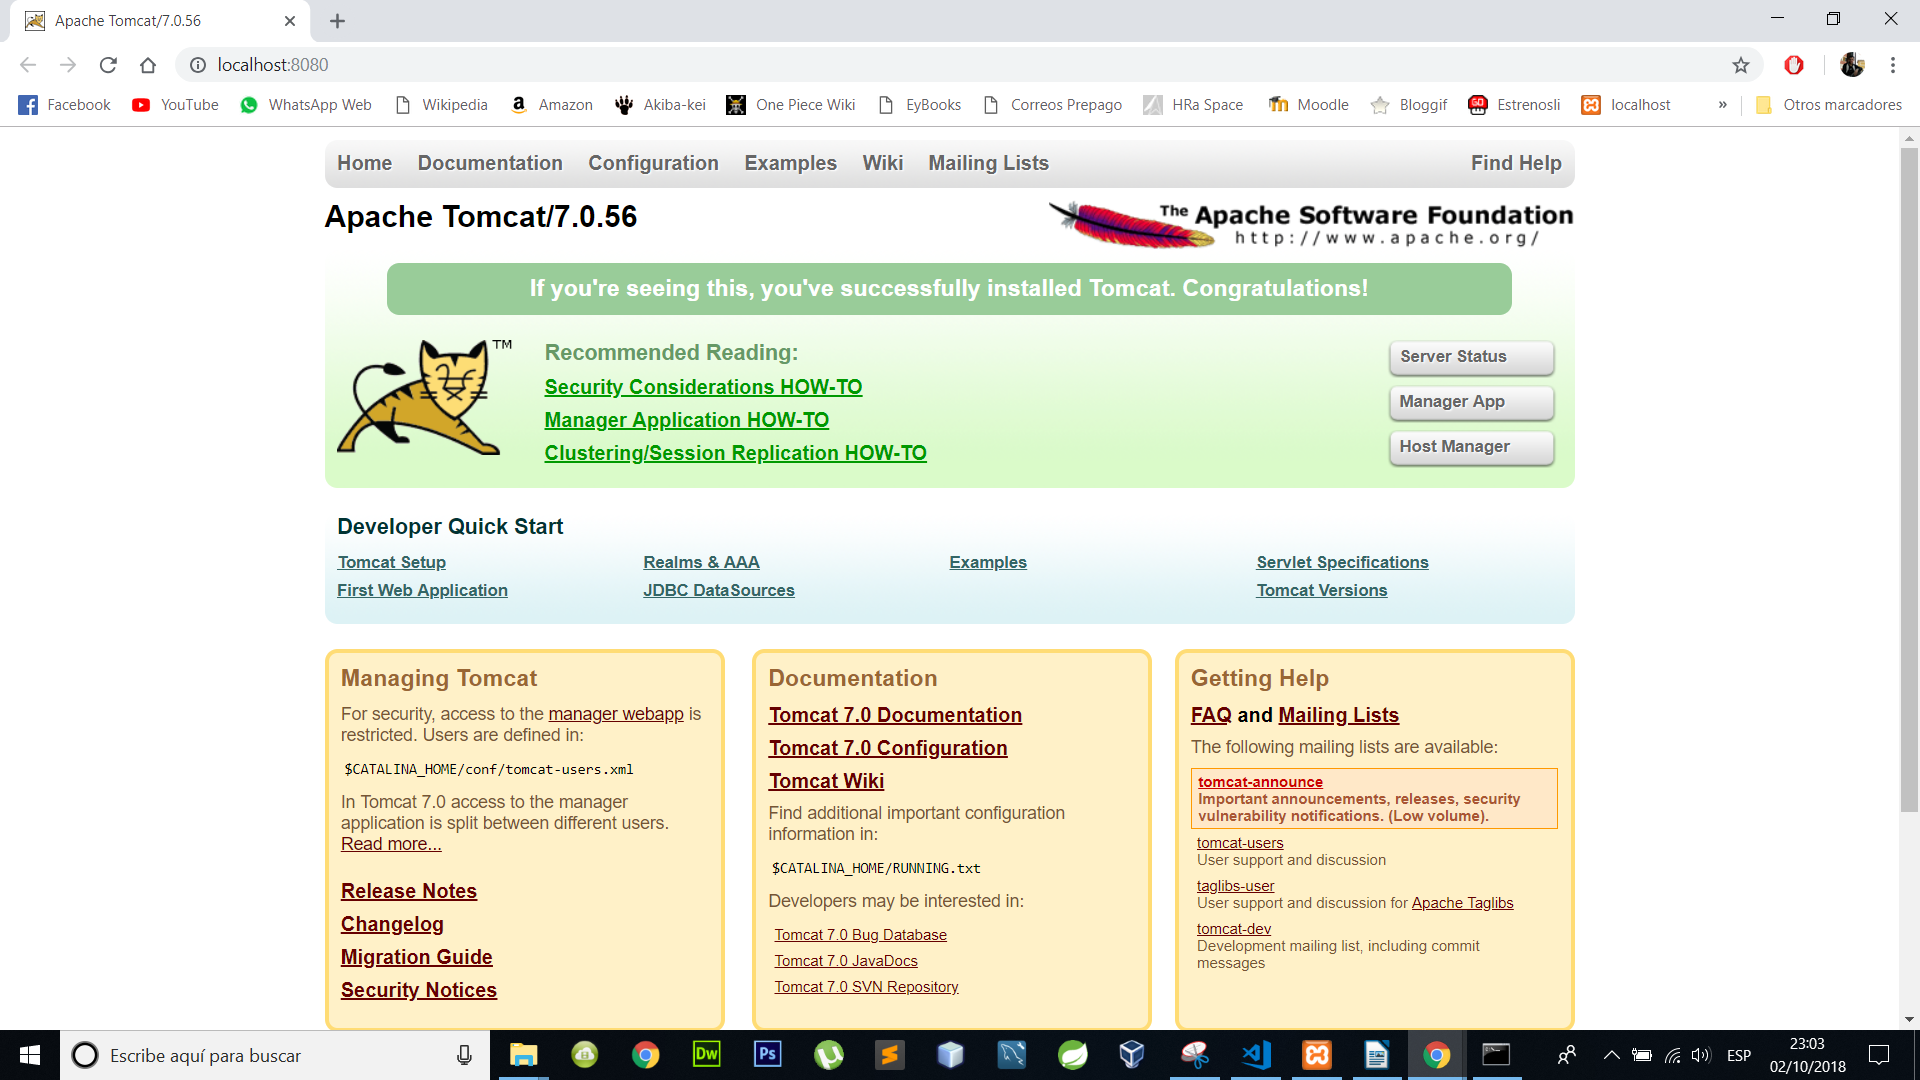 Apache Tomcat/7.0.56
localhost:8080
Facebook YouTube WhatsApp Web Wikipedia Amazon Akiba-kei One Piece Wiki EyBooks Correos Prepago HRa Space Moodle Bloggif Estrenosli localhost » Otros marcadores
Home Documentation Configuration Examples Wiki Mailing Lists Find Help
Apache Tomcat/7.0.56
The Apache Software Foundation
http://www.apache.org/
If you're seeing this, you've successfully installed Tomcat. Congratulations!
TM
Recommended Reading:
Security Considerations HOW-TO
Manager Application HOW-TO
Clustering/Session Replication HOW-TO
Server Status
Manager App
Host Manager
Developer Quick Start
Tomcat Setup Realms & AAA Examples Servlet Specifications
First Web Application JDBC DataSources Tomcat Versions
Managing Tomcat
For security, access to the manager webapp is
restricted. Users are defined in:
$CATALINA_HOME/conf/tomcat-users.xml
In Tomcat 7.0 access to the manager
application is split between different users.
Read more...
Release Notes
Changelog
Migration Guide
Security Notices
Documentation
Tomcat 7.0 Documentation
Tomcat 7.0 Configuration
Tomcat Wiki
Find additional important configuration
information in:
$CATALINA_HOME/RUNNING.txt
Developers may be interested in:
Tomcat 7.0 Bug Database
Tomcat 7.0 JavaDocs
Tomcat 7.0 SVN Repository
Getting Help
FAQ and Mailing Lists
The following mailing lists are available:
tomcat-announce
Important announcements, releases, security
vulnerability notifications. (Low volume).
tomcat-users
User support and discussion
taglibs-user
User support and discussion for Apache Taglibs
tomcat-dev
Development mailing list, including commit
messages
Escribe aquí para buscar
Dw
Ps
ESP
23:03
02/10/2018